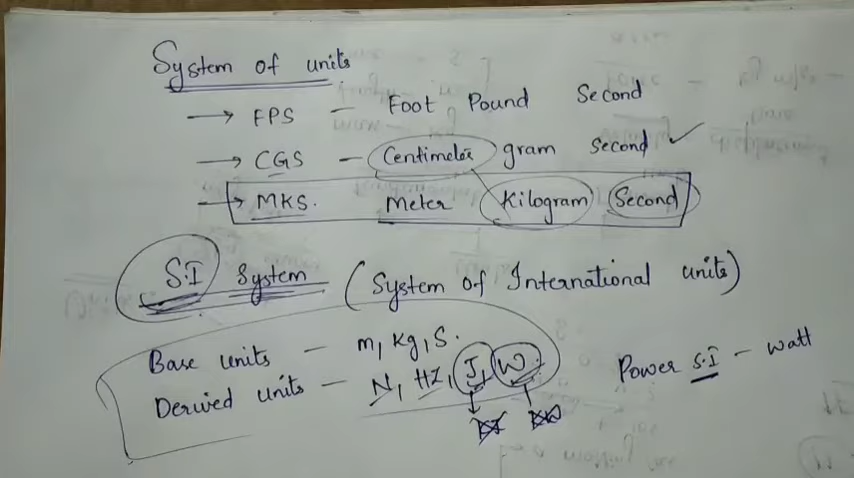 System of units
→ FPS – Foot Pound Second
→ CGS – Centimeter gram Second ✓
→ MKS. Meter Kilogram Second
S.I System (System of International units)
Base units – m, kg, S.
Derived units – N, HZ, J, W.
Power S.I – watt